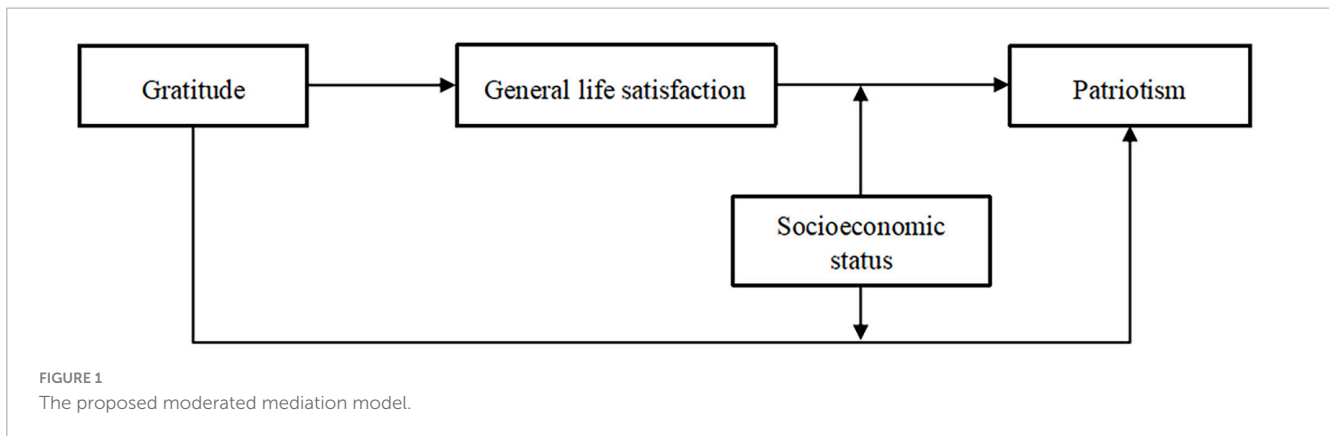 Gratitude
General life satisfaction
Patriotism
Socioeconomic
status
FIGURE 1
The proposed moderated mediation model.